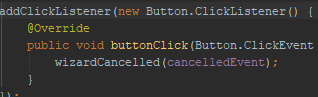 addClickListener(new Button.ClickListener() {
@Override
public void buttonClick(Button.ClickEvent
wizardCancelled(cancelledEvent);
}
});